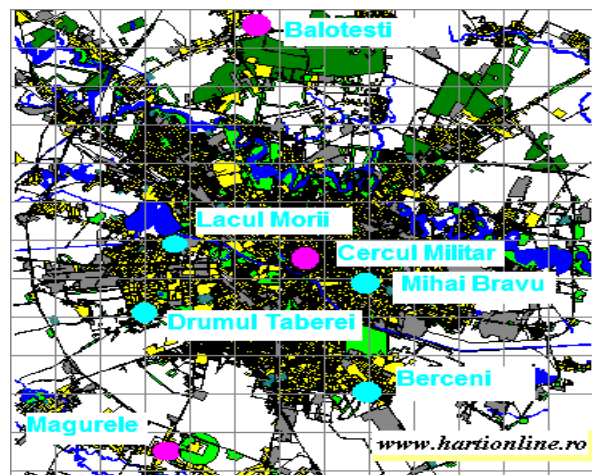 Balotesti
Lacul Morii
Cercul Militar
Mihai Bravu
Drumul Taberei
Berceni
Magurele
www.hartionline.ro